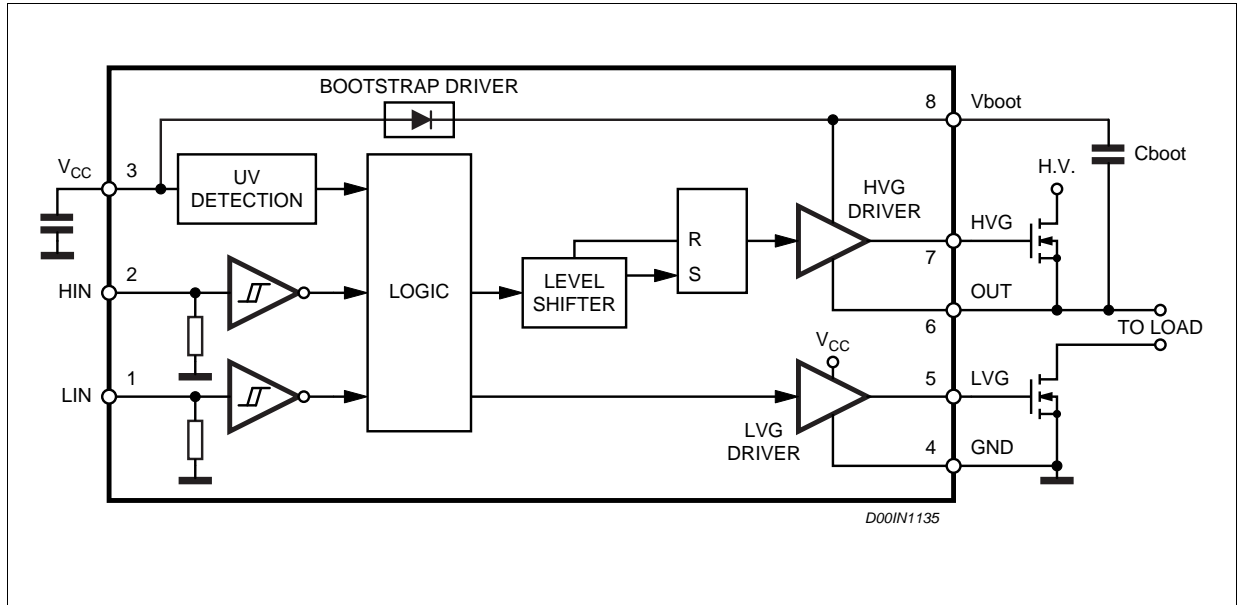 BOOTSTRAP DRIVER
8
Vboot
VCC
3
UV
DETECTION
Cboot
H.V.
HVG
DRIVER
HVG
7
R
S
HIN
2
LOGIC
LEVEL
SHIFTER
OUT
6
TO LOAD
VCC
LIN
1
5
LVG
LVG
DRIVER
4
GND
D00IN1135